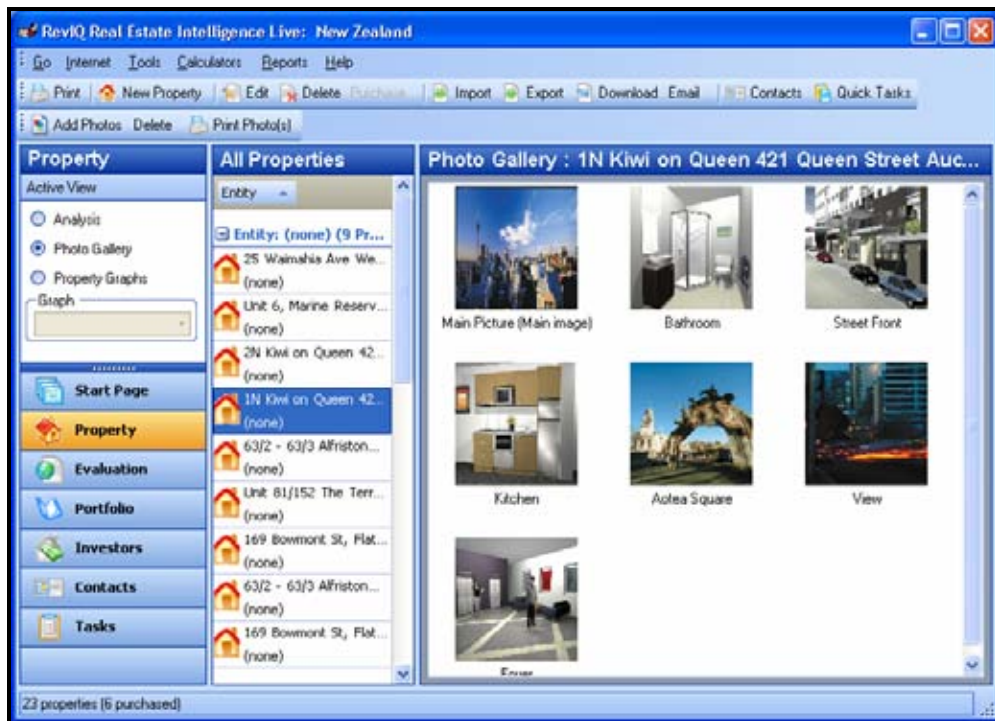 RevIQ Real Estate Intelligence Live: New Zealand
Go Internet Tools Calculators Reports Help
Print New Property Edit Delete Purchase Import Export Download Email Contacts Quick Tasks
Add Photos Delete Print Photo(s)
Property
Active View
Analysis
Photo Gallery
Property Graphs
Graph
Start Page
Property
Evaluation
Portfolio
Investors
Contacts
Tasks
All Properties
Entity
Entity: (none) (9 Pr...
25 Waimahia Ave We...
(none)
Unit 6, Marine Reserv...
(none)
2N Kiwi on Queen 42...
(none)
1N Kiwi on Queen 42...
(none)
63/2 - 63/3 Alfriston...
(none)
Unit 81/152 The Terr...
(none)
169 Bowmont St, Flat...
(none)
63/2 - 63/3 Alfriston...
(none)
169 Bowmont St, Flat...
(none)
Photo Gallery : 1N Kiwi on Queen 421 Queen Street Auc...
Main Picture (Main image) Bathroom Street Front
Kitchen Aotea Square View
Foyer
23 properties (6 purchased)